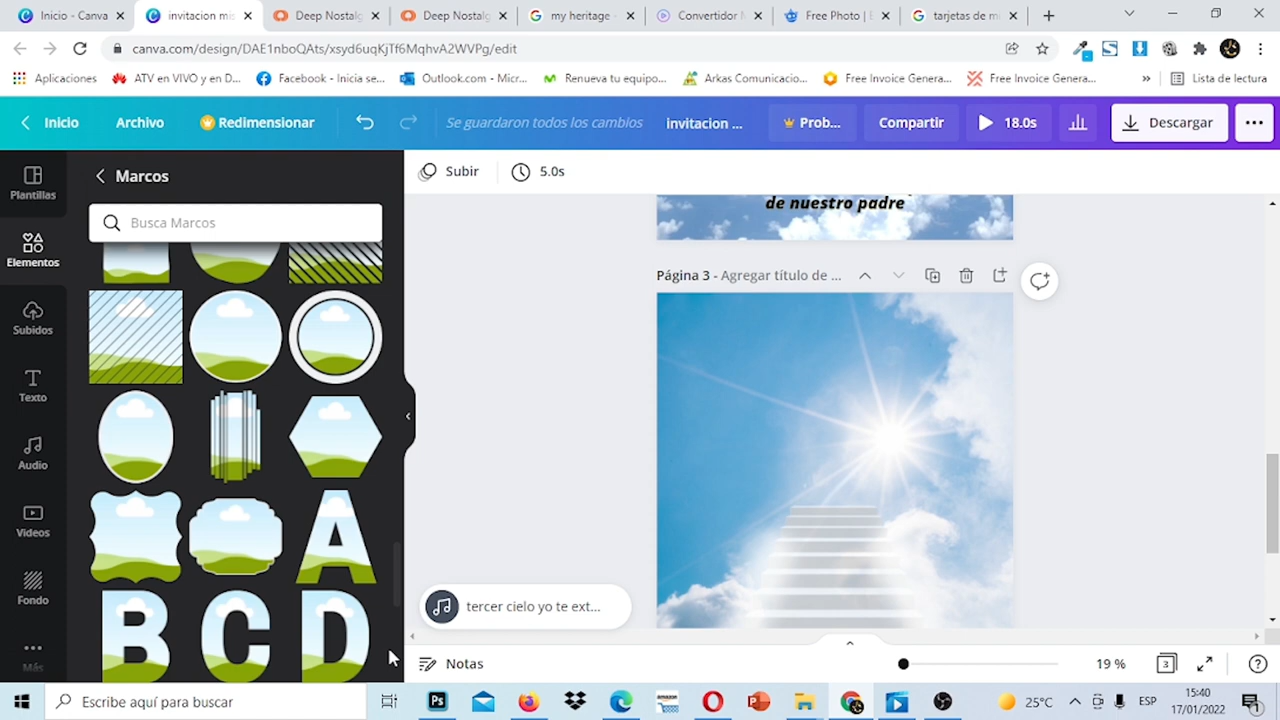 Inicio - Canva
invitacion mi
Deep Nostalg
Deep Nostalg
my heritage -
Convertidor M
Free Photo | E
tarjetas de m
canva.com/design/DAE1nboQAts/xsyd6uqKjTf6MqhvA2WVPg/edit
Aplicaciones
ATV en VIVO y en D...
Facebook - Inicia se...
Outlook.com - Micr...
Renueva tu equipo...
Arkas Comunicacio...
Free Invoice Genera...
Free Invoice Genera...
»
Lista de lectura
Inicio
Archivo
Redimensionar
Se guardaron todos los cambios
invitacion ...
Prob...
Compartir
18.0s
Descargar
Plantillas
Elementos
Subidos
Texto
Audio
Videos
Fondo
Más
Marcos
Busca Marcos
A
B C D
Subir
5.0s
de nuestro padre
Página 3 - Agregar título de ...
tercer cielo yo te ext...
Notas
19 %
3
Escribe aquí para buscar
25°C
ESP
15:40
17/01/2022